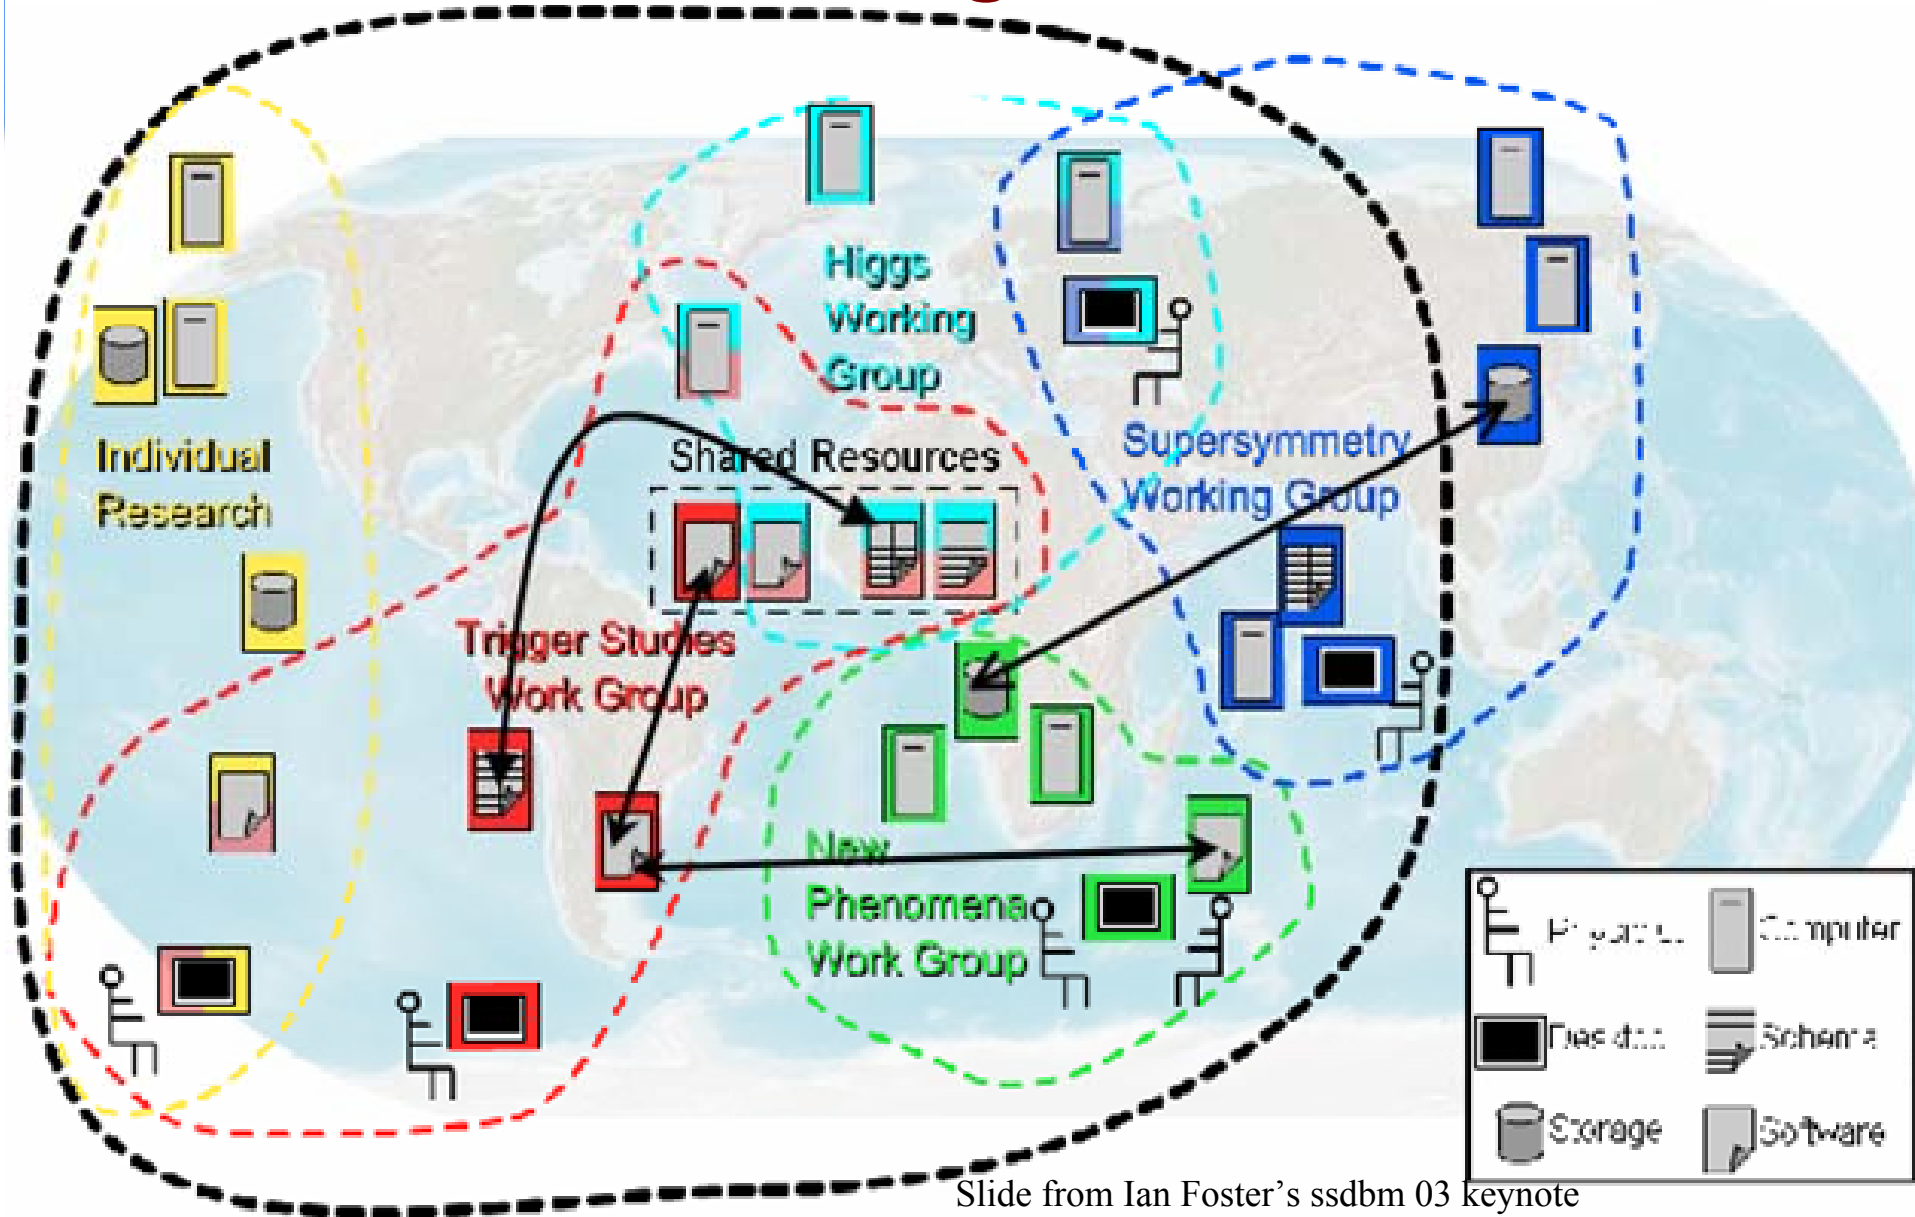 Higgs
Working
Group
Individual
Research
Shared Resources
Supersymmetry
Working Group
Trigger Studies
Work Group
New
Phenomena
Work Group
Computer
Schema
Storage
Software
Slide from Ian Foster’s ssdbm 03 keynote